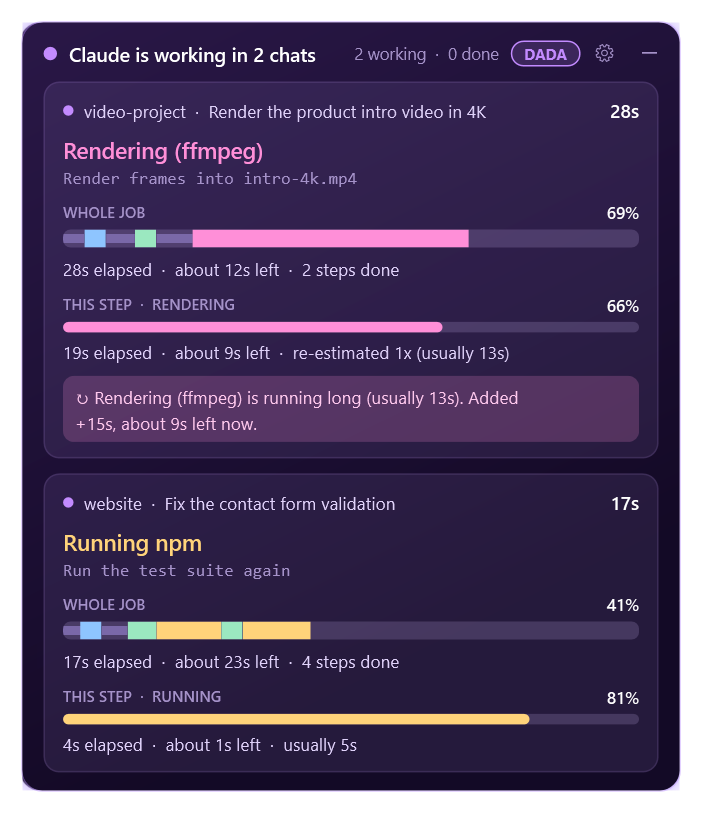 Claude is working in 2 chats 2 working · 0 done DADA
video-project · Render the product intro video in 4K 28s
Rendering (ffmpeg)
Render frames into intro-4k.mp4
WHOLE JOB 69%
28s elapsed · about 12s left · 2 steps done
THIS STEP · RENDERING 66%
19s elapsed · about 9s left · re-estimated 1x (usually 13s)
↻ Rendering (ffmpeg) is running long (usually 13s). Added
+15s, about 9s left now.
website · Fix the contact form validation 17s
Running npm
Run the test suite again
WHOLE JOB 41%
17s elapsed · about 23s left · 4 steps done
THIS STEP · RUNNING 81%
4s elapsed · about 1s left · usually 5s